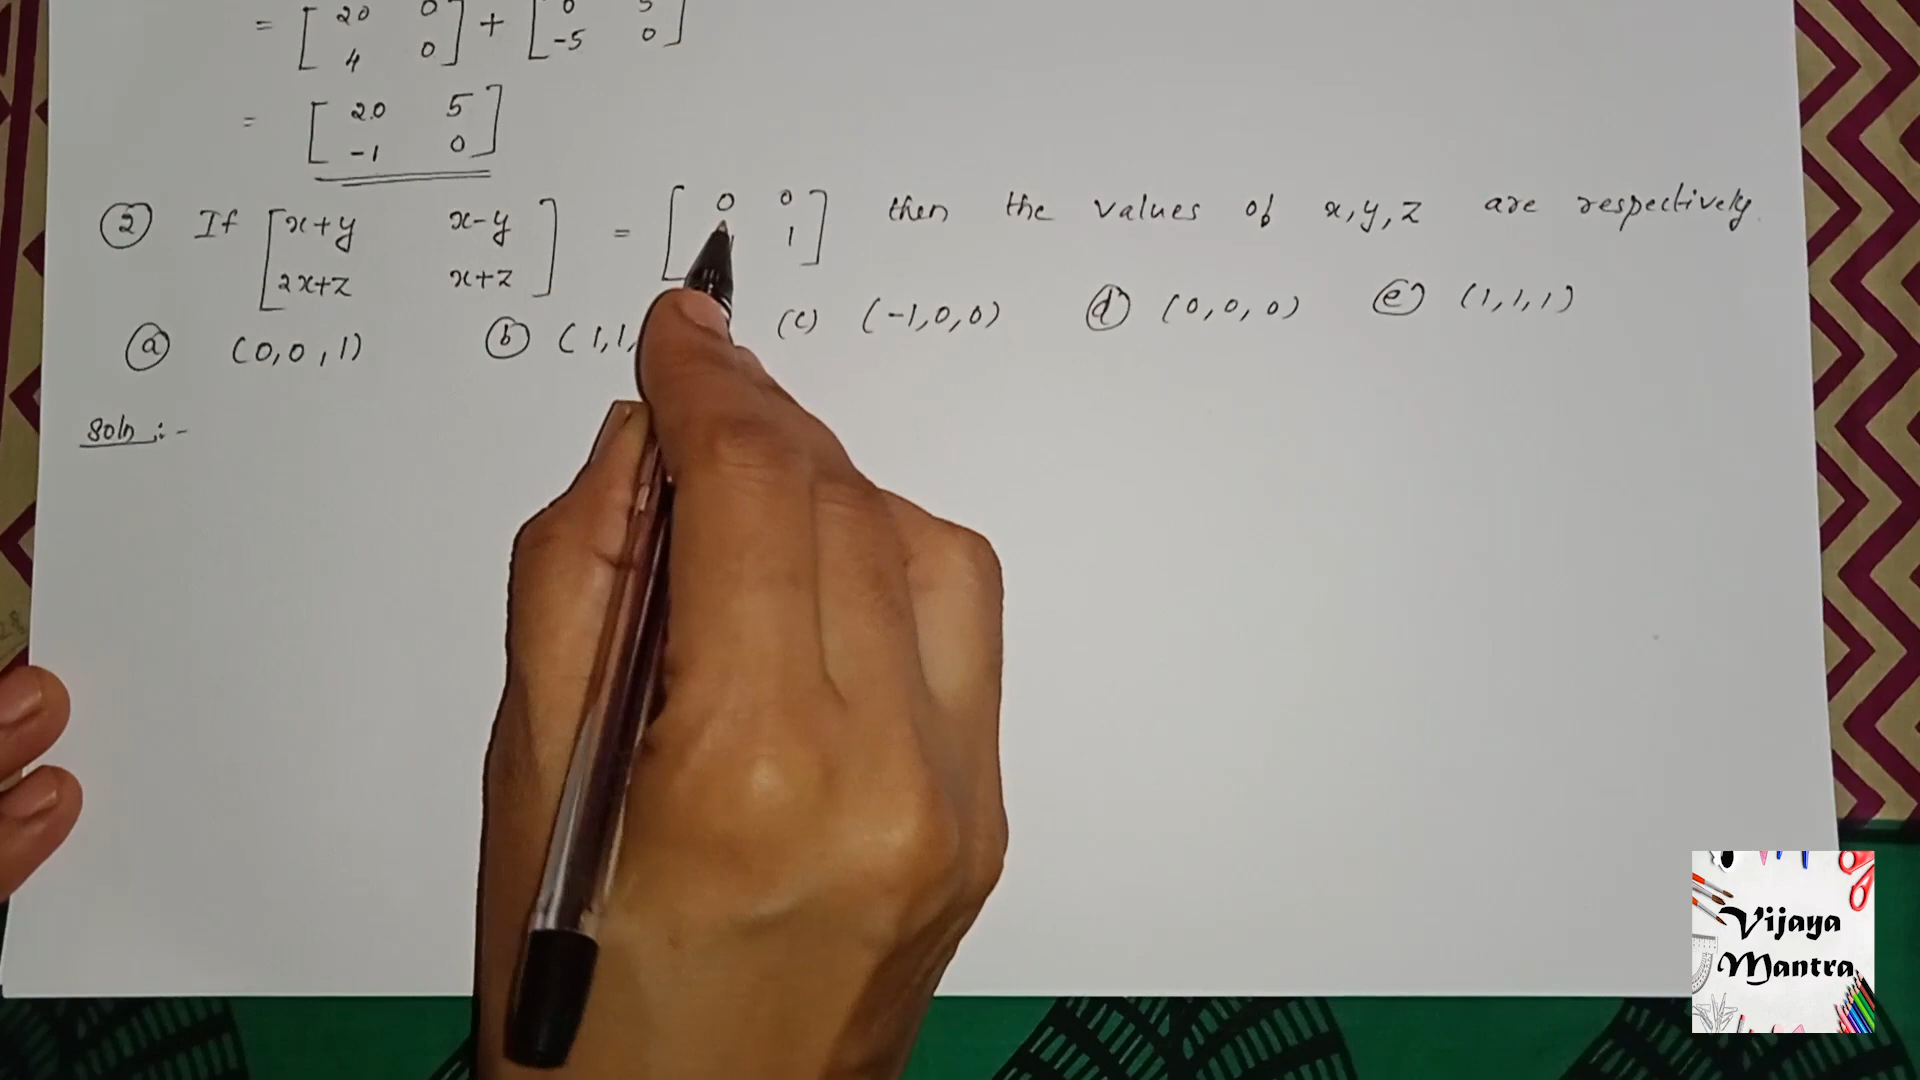 = [ 20 0 ] + [ 0 5 ]
4 0 -5 0
= [ 20 5 ]
-1 0
② If [ x+y x-y ] = [ 0 0 ] then the values of x, y, z are respectively.
2x+z x+z 1
ⓐ (0,0,1) ⓑ (1,1, (c) (-1,0,0) ⓓ (0,0,0) ⓔ (1,1,1)
Soln :-
Vijaya
Mantra